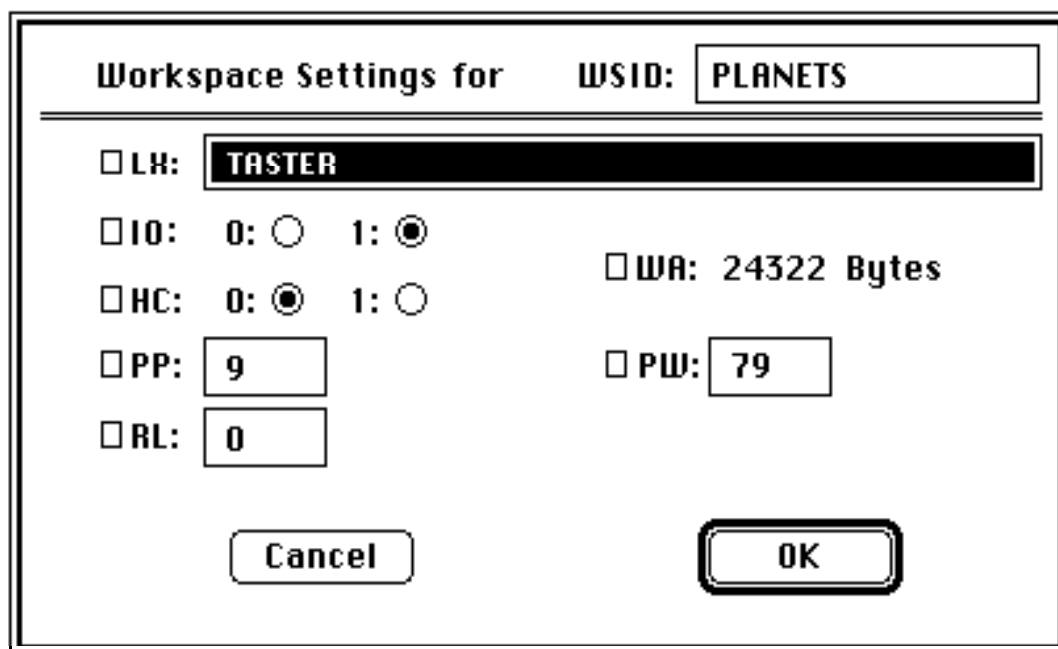 Workspace Settings for WSID: PLANETS
⎕LX: TASTER
⎕IO: 0: 1:
⎕WA: 24322 Bytes
⎕HC: 0: 1:
⎕PP: 9 ⎕PW: 79
⎕RL: 0
Cancel OK